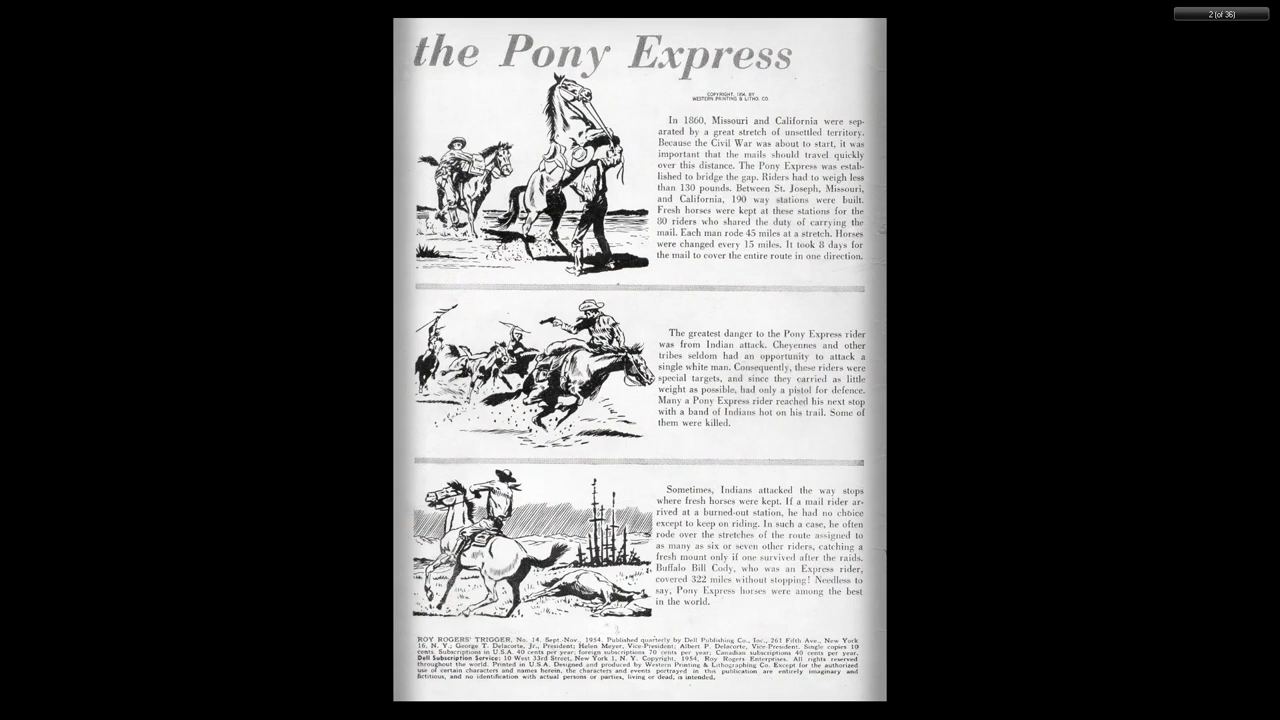 2 (of 36)
the Pony Express
COPYRIGHT, 1954, BY
WESTERN PRINTING & LITHO. CO.
In 1860, Missouri and California were sep-
arated by a great stretch of unsettled territory.
Because the Civil War was about to start, it was
important that the mails should travel quickly
over this distance. The Pony Express was estab-
lished to bridge the gap. Riders had to weigh less
than 130 pounds. Between St. Joseph, Missouri,
and California, 190 way stations were built.
Fresh horses were kept at these stations for the
80 riders who shared the duty of carrying the
mail. Each man rode 45 miles at a stretch. Horses
were changed every 15 miles. It took 8 days for
the mail to cover the entire route in one direction.
The greatest danger to the Pony Express rider
was from Indian attack. Cheyennes and other
tribes seldom had an opportunity to attack a
single white man. Consequently, these riders were
special targets, and since they carried as little
weight as possible, had only a pistol for defence.
Many a Pony Express rider reached his next stop
with a band of Indians hot on his trail. Some of
them were killed.
Sometimes, Indians attacked the way stops
where fresh horses were kept. If a mail rider ar-
rived at a burned-out station, he had no choice
except to keep on riding. In such a case, he often
rode over the stretches of the route assigned to
as many as six or seven other riders, catching a
fresh mount only if one survived after the raids.
Buffalo Bill Cody, who was an Express rider,
covered 322 miles without stopping! Needless to
say, Pony Express horses were among the best
in the world.
ROY ROGERS' TRIGGER, No. 14, Sept.-Nov., 1954. Published quarterly by Dell Publishing Co., Inc., 261 Fifth Ave., New York
16, N. Y.; George T. Delacorte, Jr., President; Helen Meyer, Vice-President; Albert P. Delacorte, Vice-President. Single copies 10
cents. Subscriptions in U.S.A. 40 cents per year; foreign subscriptions 70 cents per year; Canadian subscriptions 40 cents per year.
Dell Subscription Service: 10 West 33rd Street, New York 1, N. Y. Copyright, 1954, Roy Rogers Enterprises. All rights reserved
throughout the world. Printed in U.S.A. Designed and produced by Western Printing & Lithographing Co. Except for the authorized
use of certain characters and names herein, the characters and events portrayed in this publication are entirely imaginary and
fictitious, and no identification with actual persons or parties, living or dead, is intended.